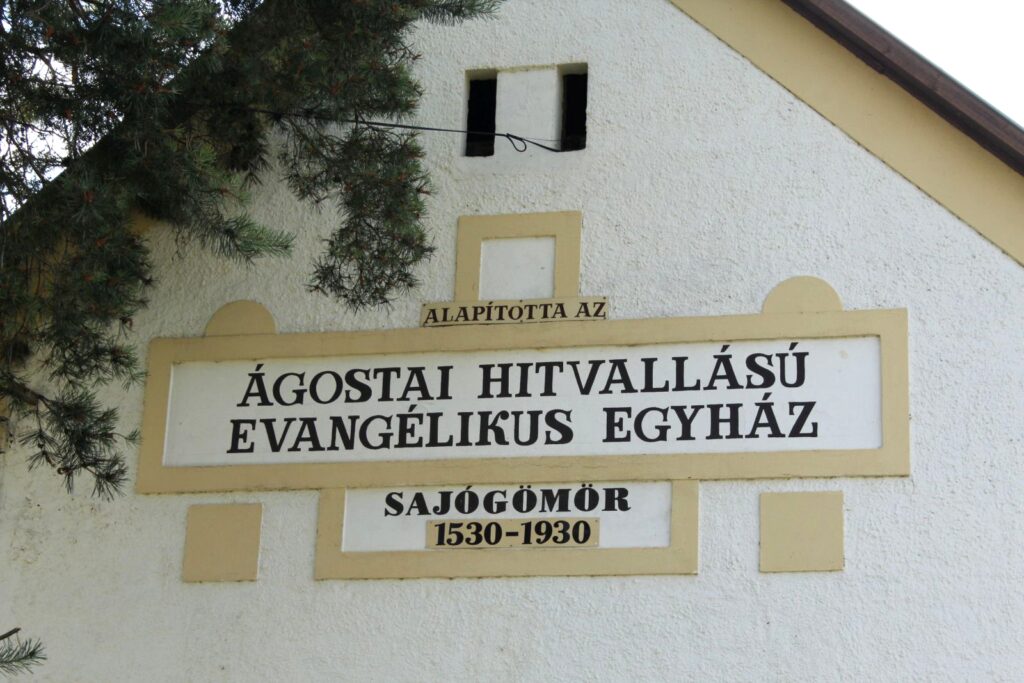 ALAPÍTOTTA AZ
ÁGOSTAI HITVALLÁSÚ
EVANGÉLIKUS EGYHÁZ
SAJÓGÖMÖR
1530-1930